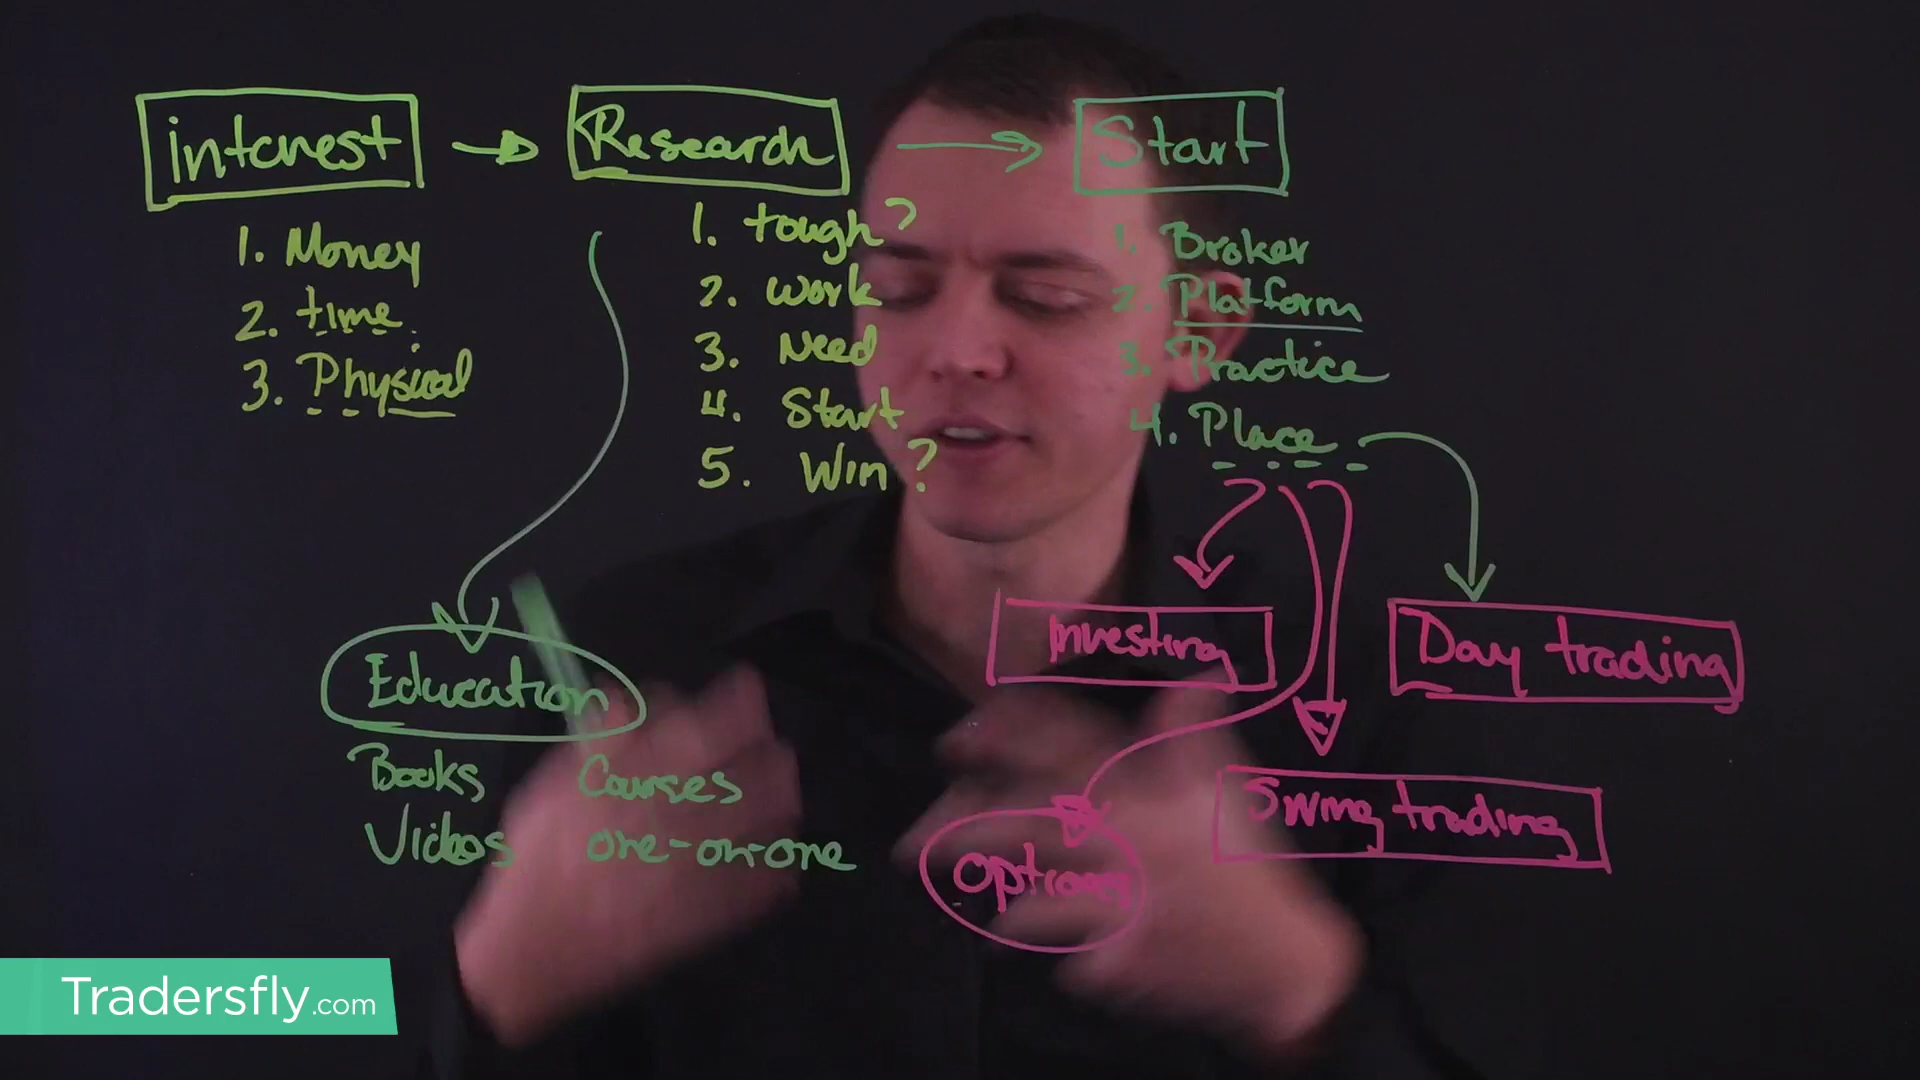 interest
1. Money
2. time
3. Physical
Research
1. tough?
2. Work
3. Need
4. Start
5. Win?
Start
1. Broker
2. Platform
3. Practice
4. Place
Education
Books
Courses
Videos
one-on-one
Investing
Day trading
Swing trading
options
Tradersfly.com